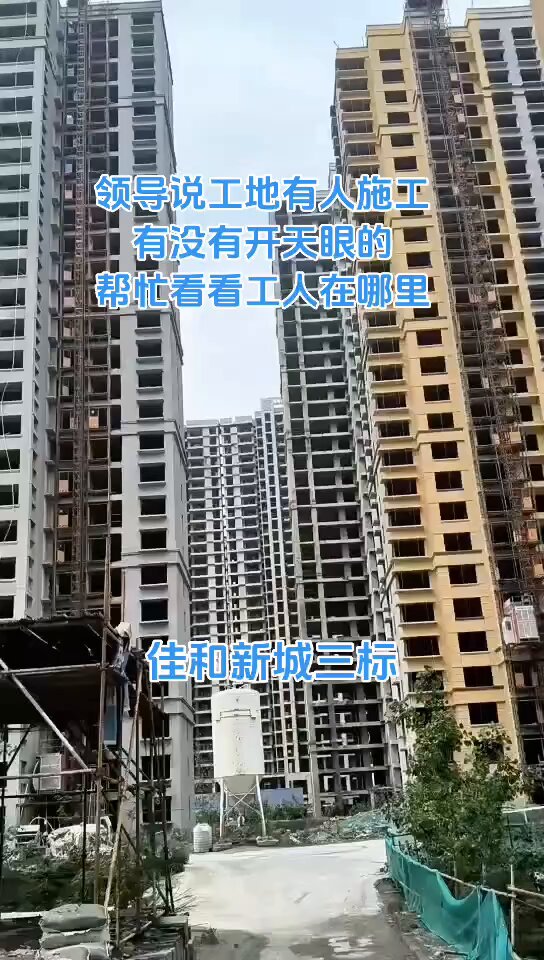 领导说工地有人施工
有没有开天眼的
帮忙看看工人在哪里
佳和新城三标